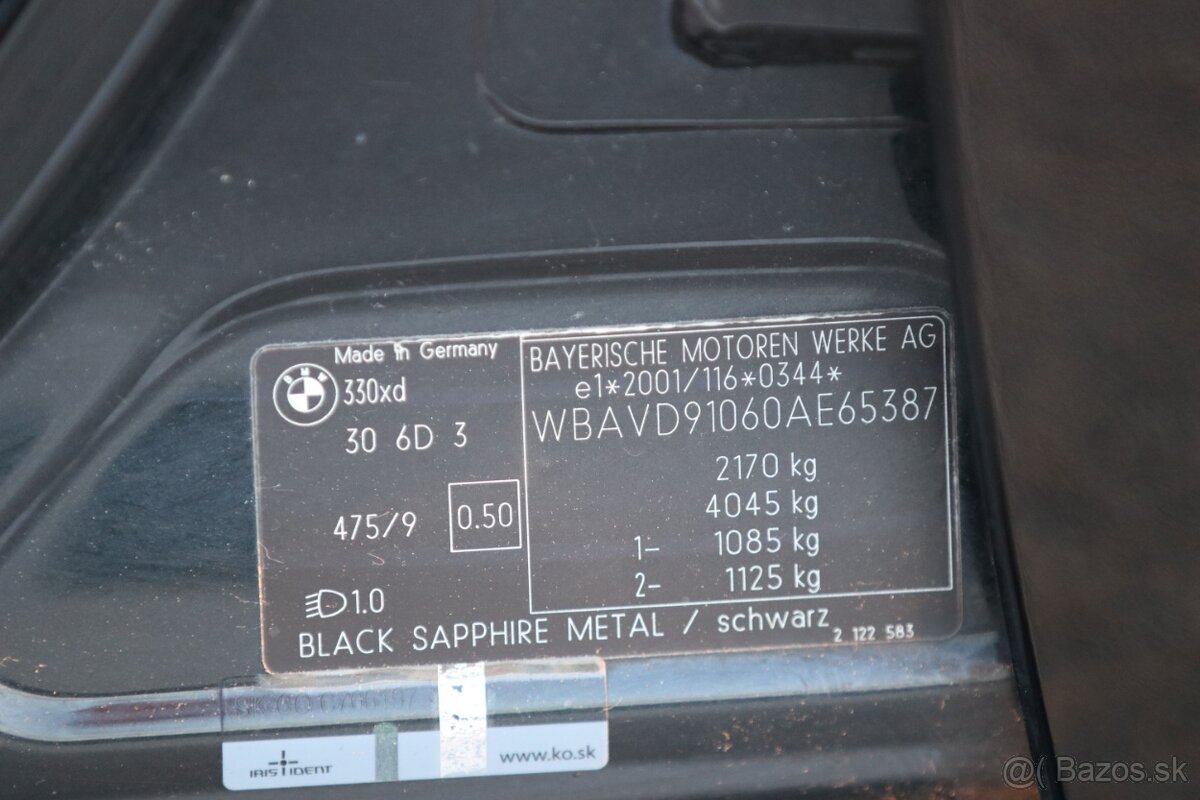 Made in Germany
BMW
330xd
30 6D 3
475/9
0.50
1.0
BAYERISCHE MOTOREN WERKE AG
e1*2001/116*0344*
WBAVD91060AE65387
2170 kg
4045 kg
1- 1085 kg
2- 1125 kg
BLACK SAPPHIRE METAL / schwarz
2 122 583
IRIS IDENT
www.ko.sk
@( Bazos.sk